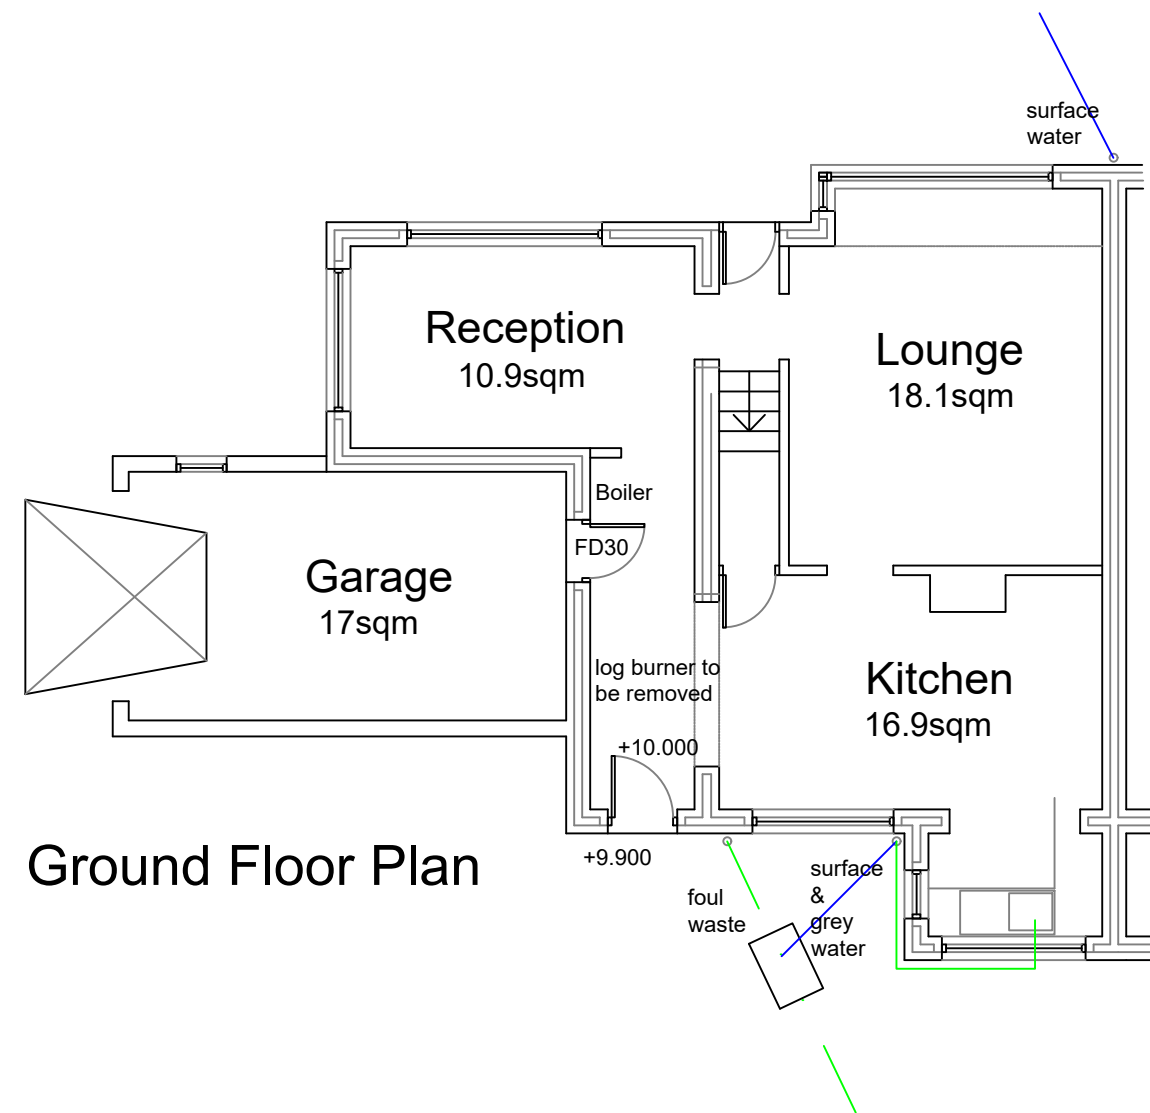 surface
water
Reception
10.9sqm
Lounge
18.1sqm
Boiler
FD30
Garage
17sqm
log burner to
be removed
Kitchen
16.9sqm
+10.000
Ground Floor Plan
+9.900
foul
waste
surface
&
grey
water